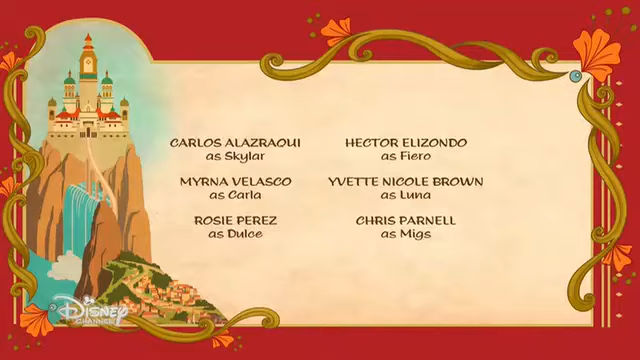 CARLOS ALAZRAQUI
as Skylar
MYRNA VELASCO
as Carla
ROSIE PEREZ
as Dulce
HECTOR ELIZONDO
as Fiero
YVETTE NICOLE BROWN
as Luna
CHRIS PARNELL
as Migs
DISNEY
CHANNEL